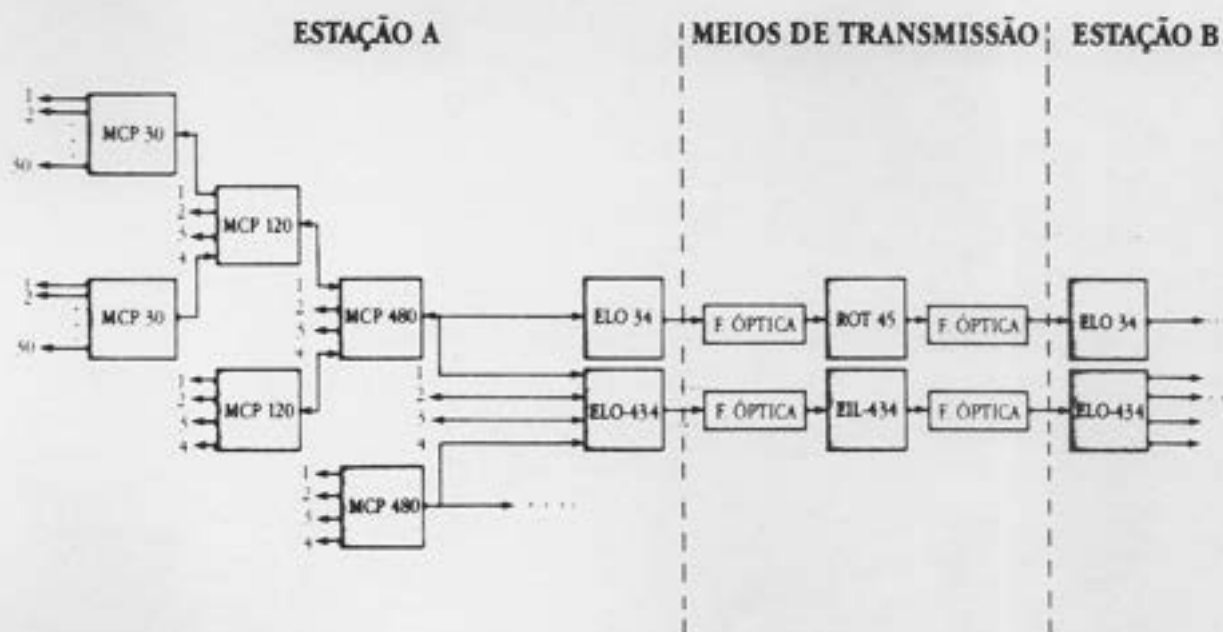 ESTAÇÃO A
MEIOS DE TRANSMISSÃO
ESTAÇÃO B
1
2
30
MCP 30
1
2
3
4
MCP 120
1
2
30
MCP 30
1
2
3
4
MCP 480
ELO 34
F. ÓPTICA
ROT 45
F. ÓPTICA
ELO 34
1
2
3
4
MCP 120
1
2
3
4
ELO-434
F. ÓPTICA
EIL-434
F. ÓPTICA
ELO-434
1
2
3
4
MCP 480